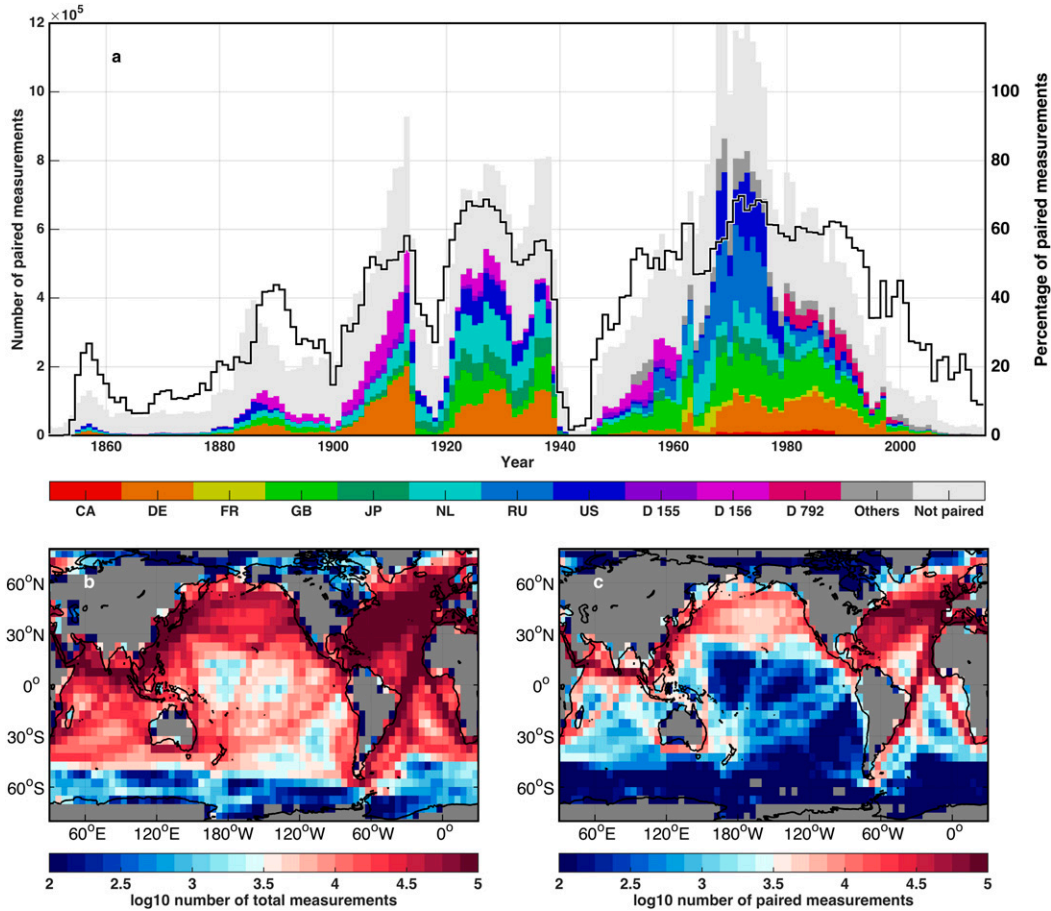 ×10⁵
a
12
10
8
6
4
2
0
100
80
60
40
20
0
Number of paired measurements
Percentage of paired measurements
1860 1880 1900 1920 1940 1960 1980 2000
Year
CA DE FR GB JP NL RU US D 155 D 156 D 792 Others Not paired
b
60°N
30°N
0°
30°S
60°S
60°E 120°E 180°W 120°W 60°W 0°
2 2.5 3 3.5 4 4.5 5
log10 number of total measurements
c
60°N
30°N
0°
30°S
60°S
60°E 120°E 180°W 120°W 60°W 0°
2 2.5 3 3.5 4 4.5 5
log10 number of paired measurements